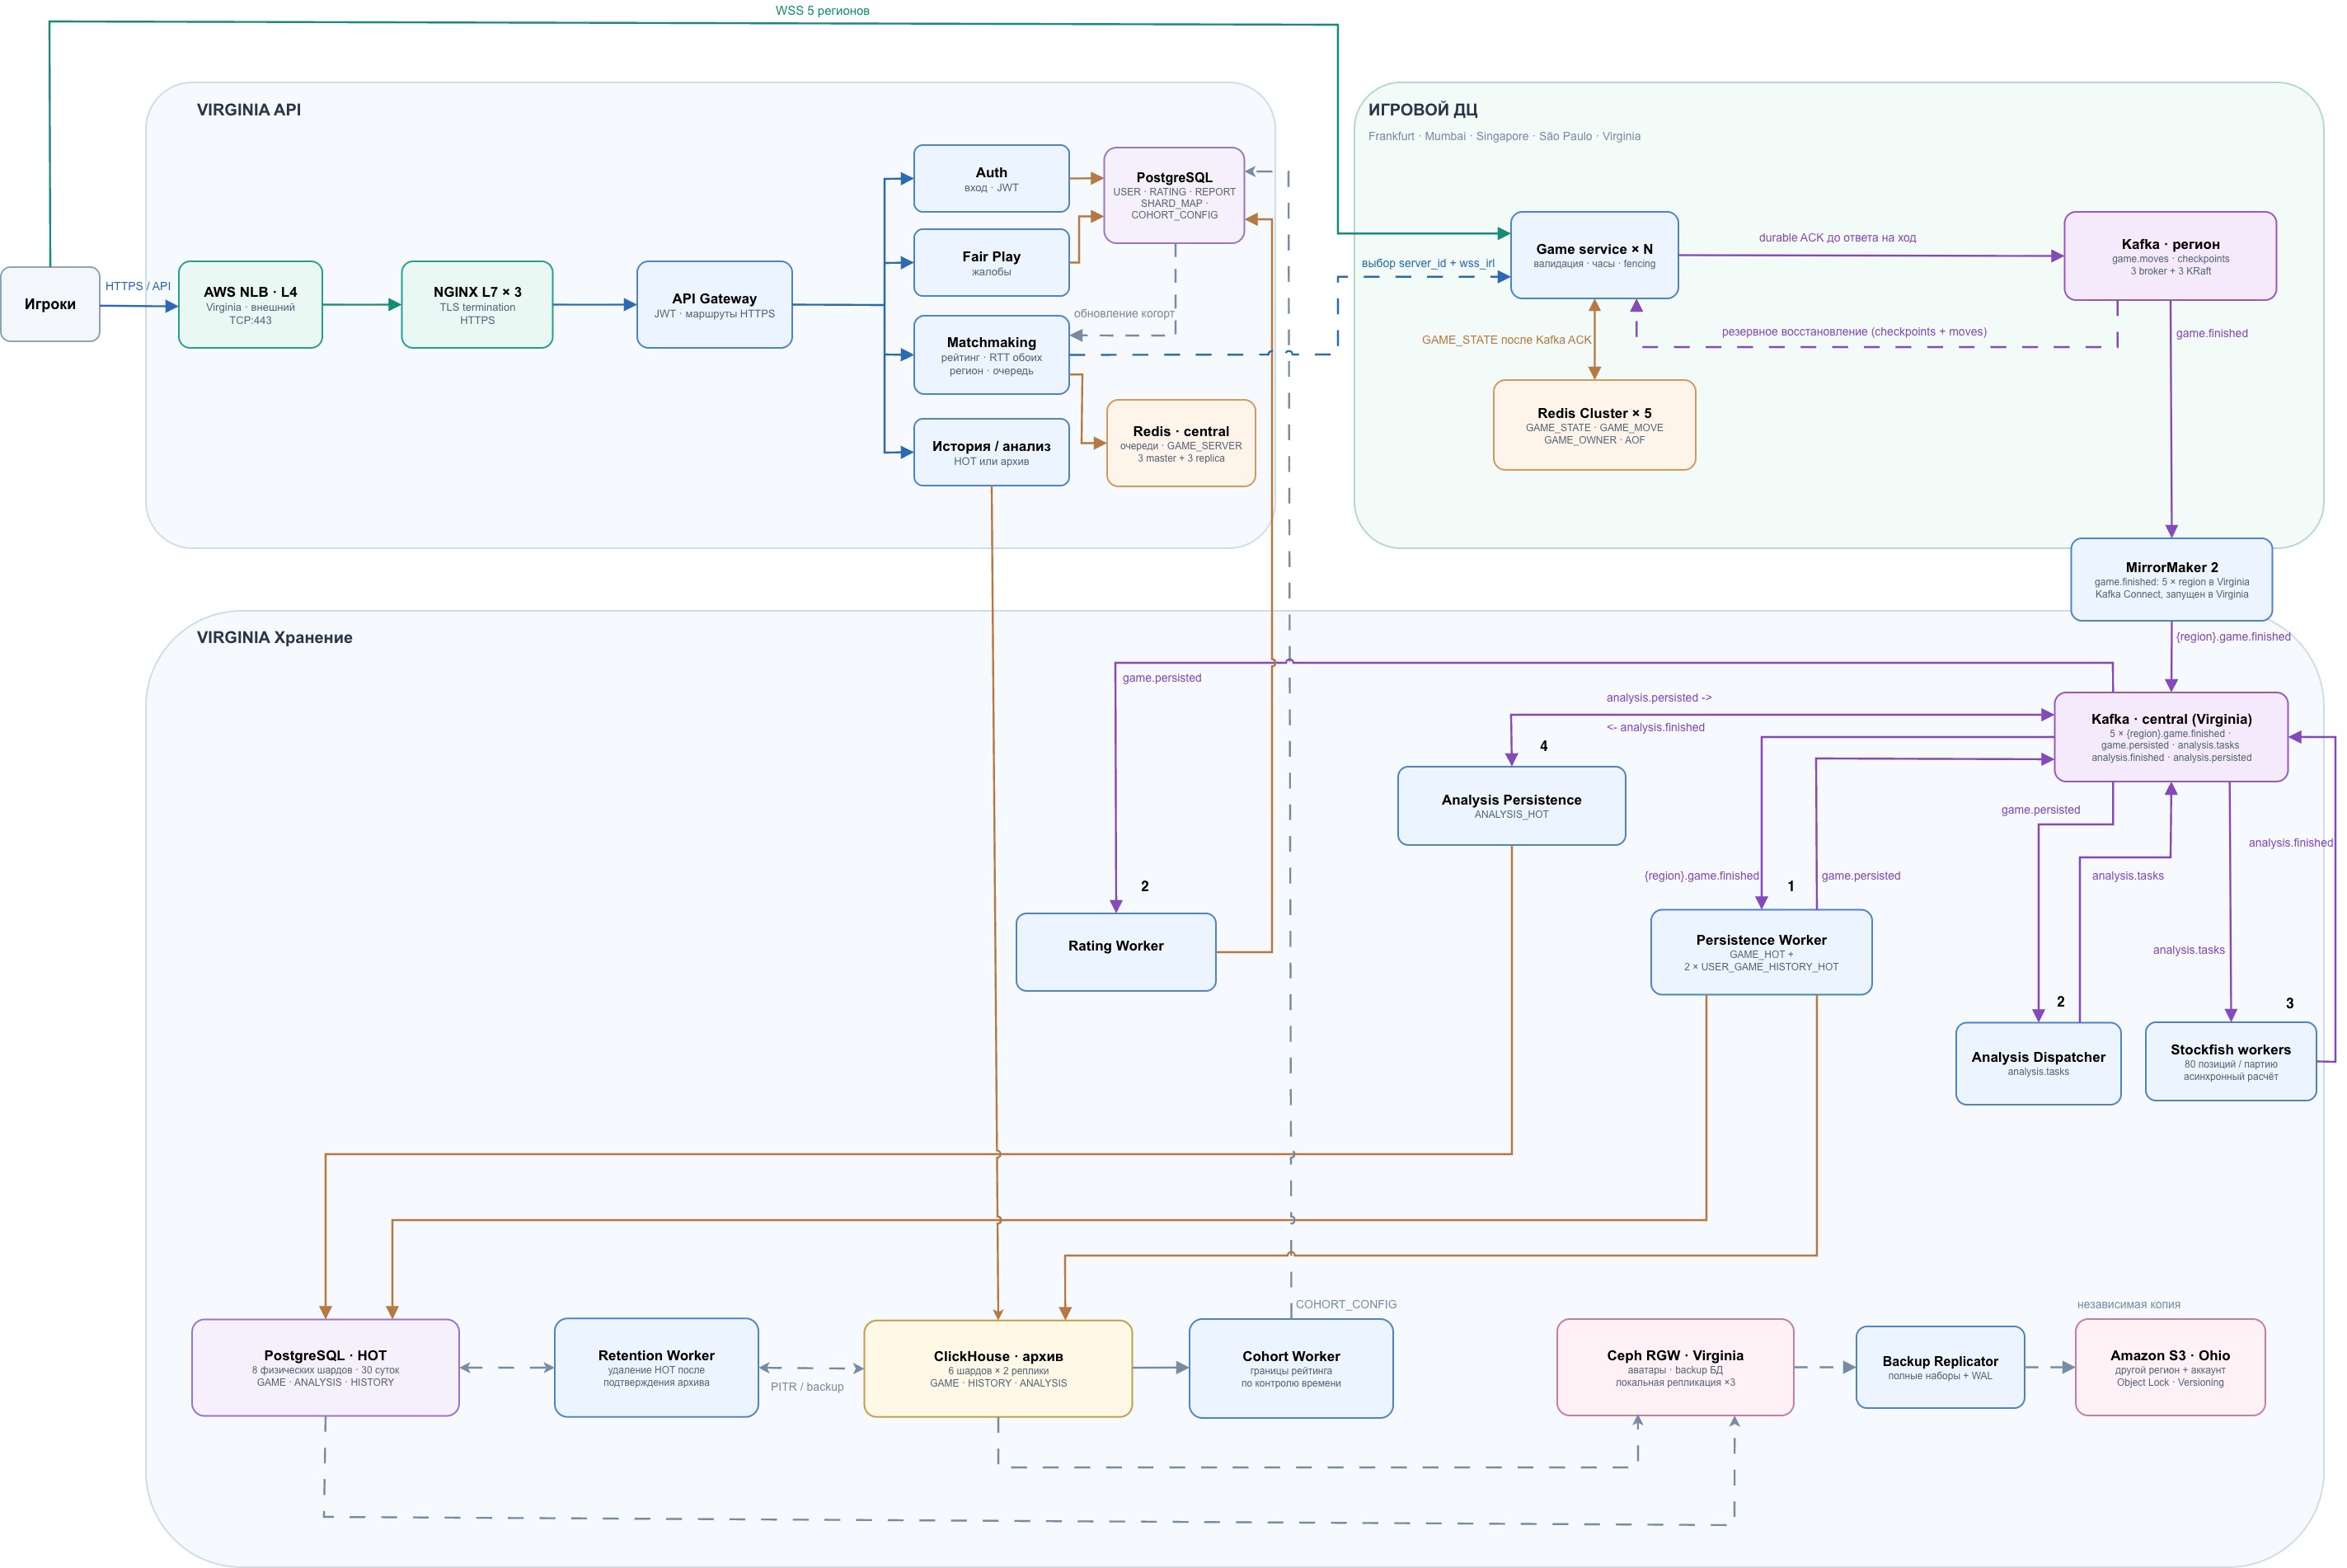 WSS 5 регионов
VIRGINIA API
ИГРОВОЙ ДЦ
Frankfurt · Mumbai · Singapore · São Paulo · Virginia
Игроки
HTTPS / API
AWS NLB · L4
Virginia · внешний
TCP:443
NGINX L7 × 3
TLS termination
HTTPS
API Gateway
JWT · маршруты HTTPS
Auth
вход · JWT
Fair Play
жалобы
Matchmaking
рейтинг · RTT обоих
регион · очередь
История / анализ
HOT или архив
PostgreSQL
USER · RATING · REPORT
SHARD_MAP ·
COHORT_CONFIG
обновление когорт
Redis · central
очереди · GAME_SERVER
3 master + 3 replica
выбор server_id + wss_irl
Game service × N
валидация · часы · fencing
durable ACK до ответа на ход
Kafka · регион
game.moves · checkpoints
3 broker + 3 KRaft
резервное восстановление (checkpoints + moves)
game.finished
GAME_STATE после Kafka ACK
Redis Cluster × 5
GAME_STATE · GAME_MOVE
GAME_OWNER · AOF
MirrorMaker 2
game.finished: 5 × region в Virginia
Kafka Connect, запущен в Virginia
VIRGINIA Хранение
{region}.game.finished
game.persisted
analysis.persisted ->
<- analysis.finished
4
Kafka · central (Virginia)
5 × {region}.game.finished ·
game.persisted · analysis.tasks
analysis.finished · analysis.persisted
Analysis Persistence
ANALYSIS_HOT
game.persisted
analysis.finished
{region}.game.finished
1
game.persisted
analysis.tasks
2
Rating Worker
Persistence Worker
GAME_HOT +
2 × USER_GAME_HISTORY_HOT
analysis.tasks
2
3
Analysis Dispatcher
analysis.tasks
Stockfish workers
80 позиций / партию
асинхронный расчёт
COHORT_CONFIG
независимая копия
PostgreSQL · HOT
8 физических шардов · 30 суток
GAME · ANALYSIS · HISTORY
Retention Worker
удаление HOT после
подтверждения архива
PITR / backup
ClickHouse · архив
6 шардов × 2 реплики
GAME · HISTORY · ANALYSIS
Cohort Worker
границы рейтинга
по контролю времени
Ceph RGW · Virginia
аватары · backup БД
локальная репликация ×3
Backup Replicator
полные наборы + WAL
Amazon S3 · Ohio
другой регион + аккаунт
Object Lock · Versioning